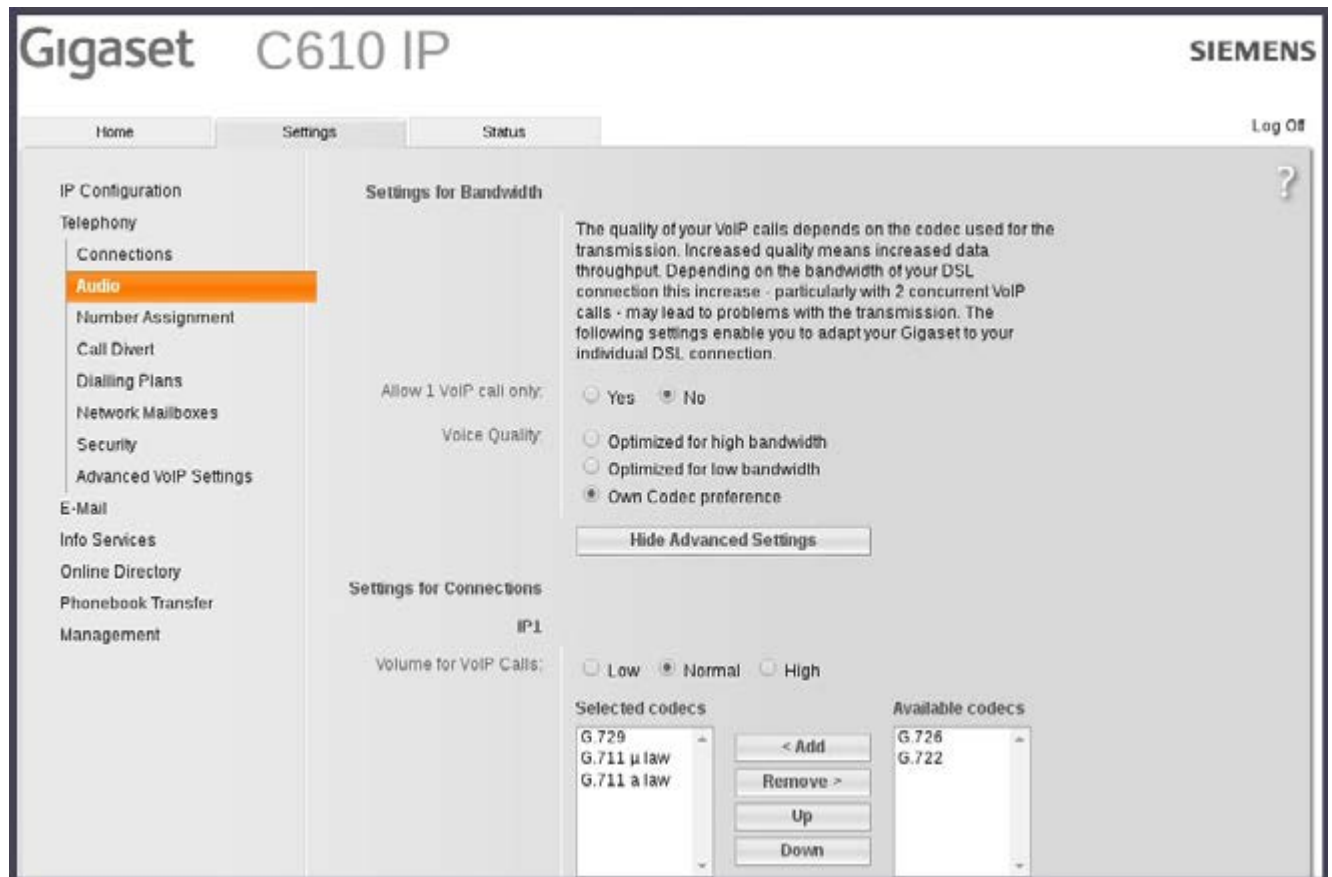 Gigaset C610 IP
SIEMENS
Home
Settings
Status
Log Off
?
IP Configuration
Telephony
Connections
Audio
Number Assignment
Call Divert
Dialling Plans
Network Mailboxes
Security
Advanced VoIP Settings
E-Mail
Info Services
Online Directory
Phonebook Transfer
Management
Settings for Bandwidth
The quality of your VoIP calls depends on the codec used for the
transmission. Increased quality means increased data
throughput. Depending on the bandwidth of your DSL
connection this increase - particularly with 2 concurrent VoIP
calls - may lead to problems with the transmission. The
following settings enable you to adapt your Gigaset to your
individual DSL connection.
Allow 1 VoIP call only:
Yes No
Voice Quality:
Optimized for high bandwidth
Optimized for low bandwidth
Own Codec preference
Hide Advanced Settings
Settings for Connections
IP1
Volume for VoIP Calls:
Low Normal High
Selected codecs
G.729
G.711 µ law
G.711 a law
< Add
Remove >
Up
Down
Available codecs
G.726
G.722